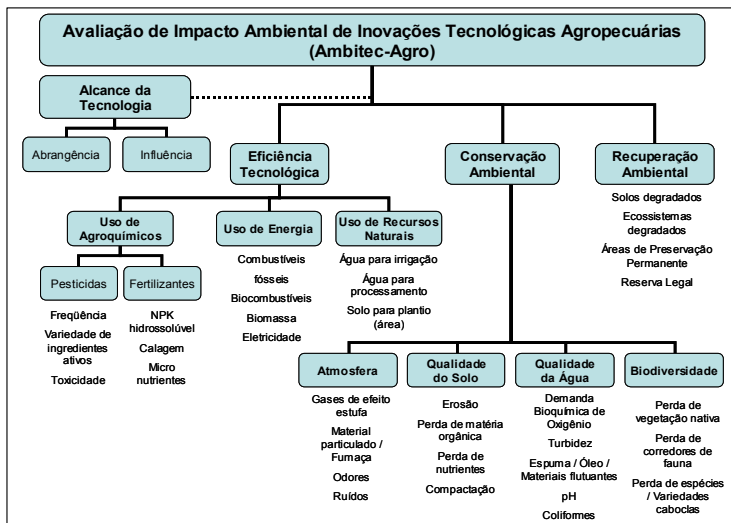 Avaliação de Impacto Ambiental de Inovações Tecnológicas Agropecuárias
(Ambitec-Agro)
Alcance da
Tecnologia
Abrangência
Influência
Eficiência
Tecnológica
Conservação
Ambiental
Recuperação
Ambiental
Solos degradados
Ecossistemas
degradados
Áreas de Preservação
Permanente
Reserva Legal
Uso de
Agroquímicos
Uso de Energia
Uso de Recursos
Naturais
Pesticidas
Fertilizantes
Freqüência
Variedade de
ingredientes
ativos
Toxicidade
NPK
hidrossolúvel
Calagem
Micro
nutrientes
Combustíveis
fósseis
Biocombustíveis
Biomassa
Eletricidade
Água para irrigação
Água para
processamento
Solo para plantio
(área)
Atmosfera
Qualidade
do Solo
Qualidade
da Água
Biodiversidade
Gases de efeito
estufa
Material
particulado /
Fumaça
Odores
Ruídos
Erosão
Perda de matéria
orgânica
Perda de
nutrientes
Compactação
Demanda
Bioquímica de
Oxigênio
Turbidez
Espuma / Óleo /
Materiais flutuantes
pH
Coliformes
Perda de
vegetação nativa
Perda de
corredores de
fauna
Perda de espécies
/ Variedades
caboclas